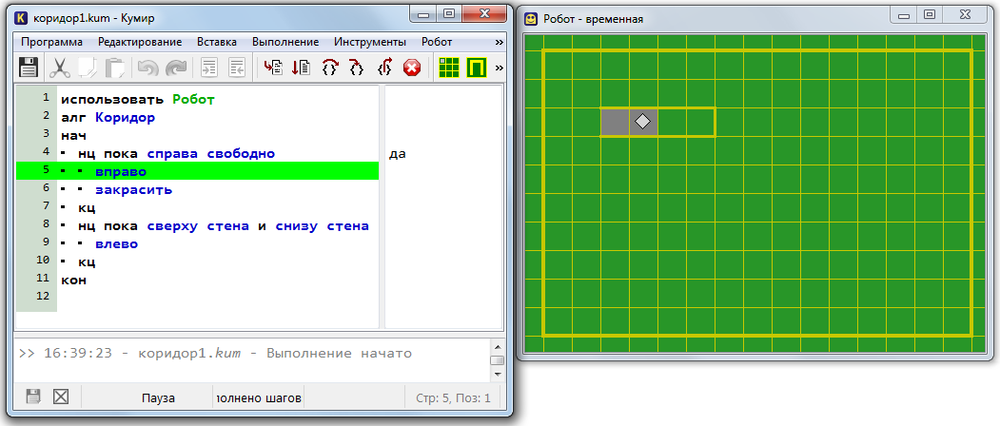 коридор1.kum - Кумир
Программа Редактирование Вставка Выполнение Инструменты Робот »
»
1 использовать Робот
2 алг Коридор
3 нач
4 нц пока справа свободно да
5 вправо
6 закрасить
7 кц
8 нц пока сверху стена и снизу стена
9 влево
10 кц
11 кон
12
>> 16:39:23 - коридор1.kum - Выполнение начато
Пауза полнено шагов Стр: 5, Поз: 1
Робот - временная